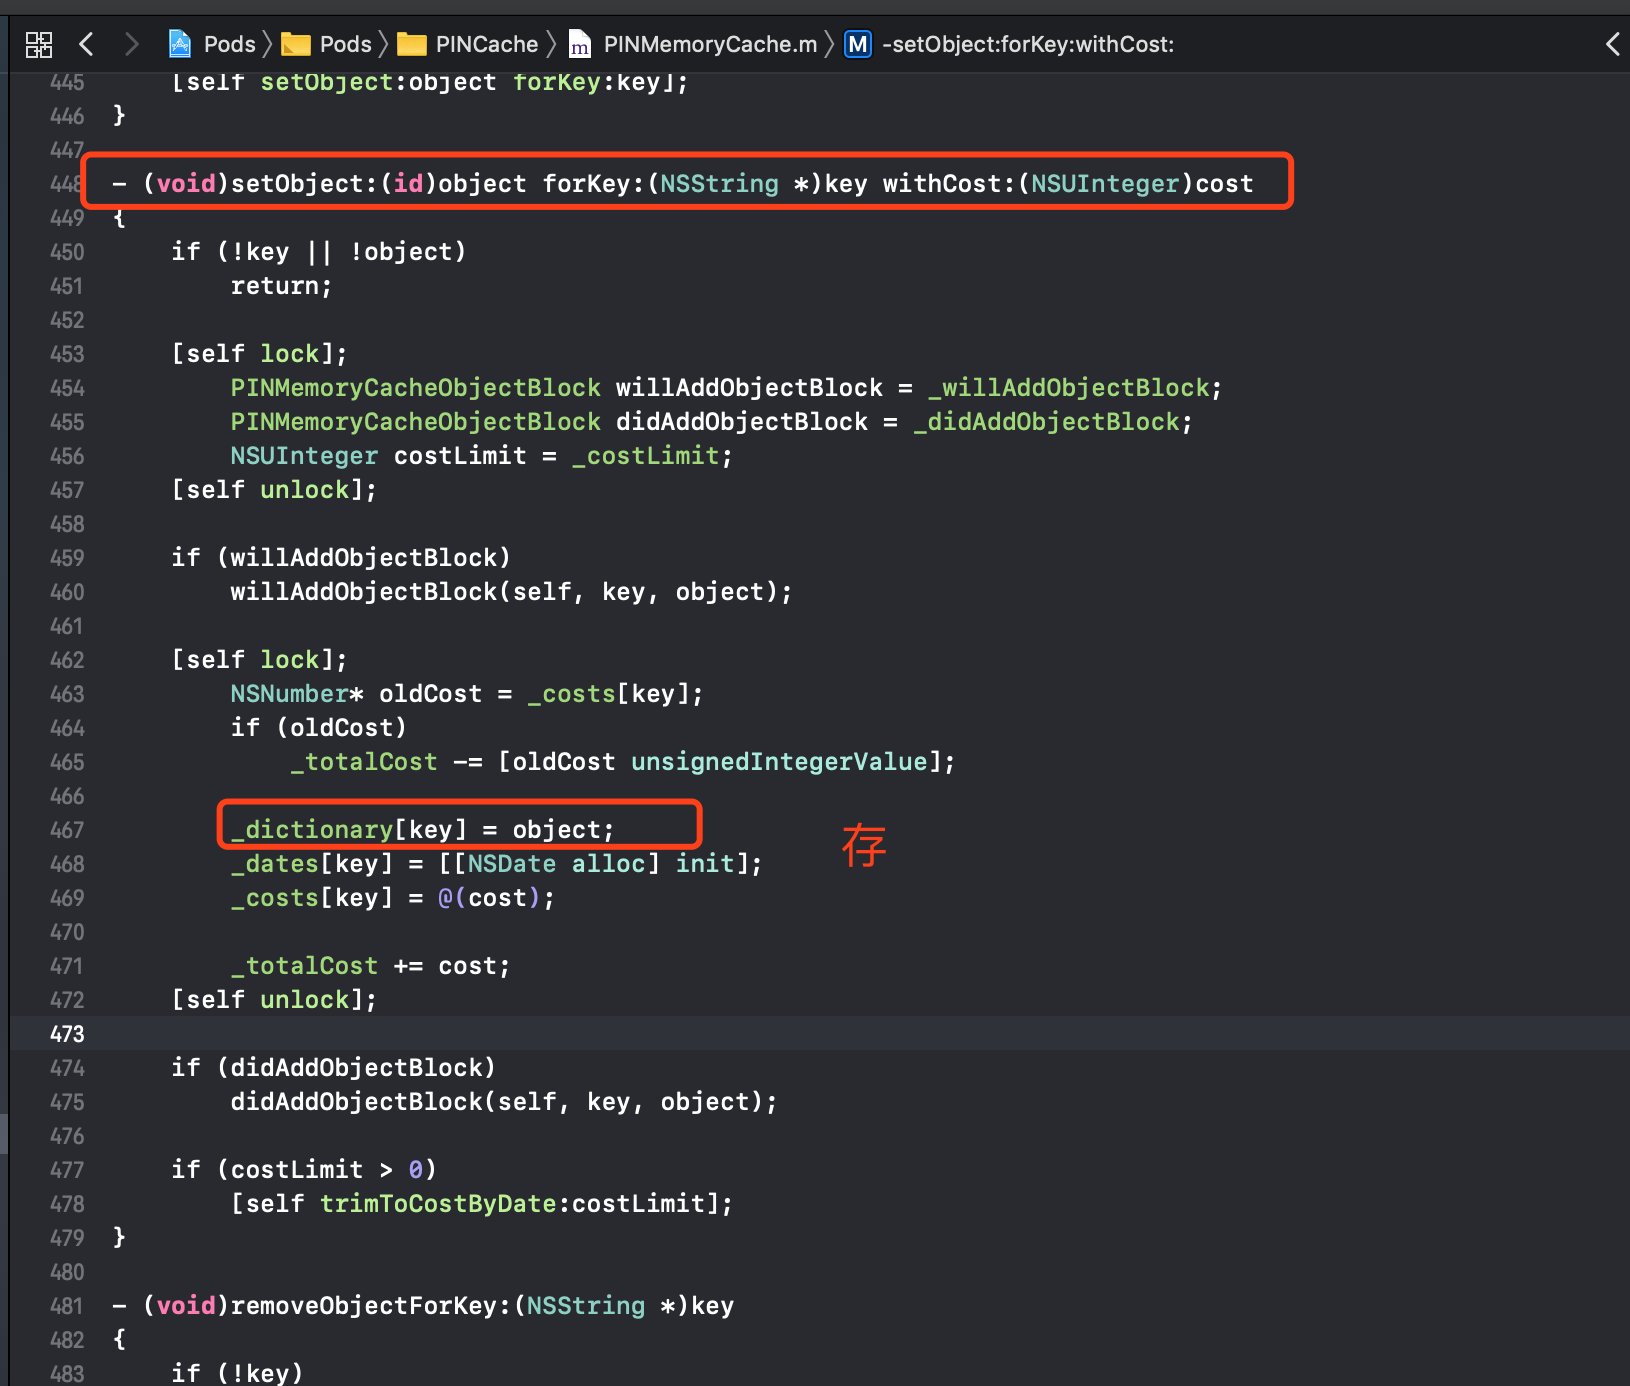 Pods 〉 Pods 〉 PINCache 〉 PINMemoryCache.m 〉 M -setObject:forKey:withCost:
445 [self setObject:object forKey:key];
446 }
447
448 - (void)setObject:(id)object forKey:(NSString *)key withCost:(NSUInteger)cost
449 {
450 if (!key || !object)
451 return;
452
453 [self lock];
454 PINMemoryCacheObjectBlock willAddObjectBlock = _willAddObjectBlock;
455 PINMemoryCacheObjectBlock didAddObjectBlock = _didAddObjectBlock;
456 NSUInteger costLimit = _costLimit;
457 [self unlock];
458
459 if (willAddObjectBlock)
460 willAddObjectBlock(self, key, object);
461
462 [self lock];
463 NSNumber* oldCost = _costs[key];
464 if (oldCost)
465 _totalCost -= [oldCost unsignedIntegerValue];
466
467 _dictionary[key] = object; 存
468 _dates[key] = [[NSDate alloc] init];
469 _costs[key] = @(cost);
470
471 _totalCost += cost;
472 [self unlock];
473
474 if (didAddObjectBlock)
475 didAddObjectBlock(self, key, object);
476
477 if (costLimit > 0)
478 [self trimToCostByDate:costLimit];
479 }
480
481 - (void)removeObjectForKey:(NSString *)key
482 {
483 if (!key)